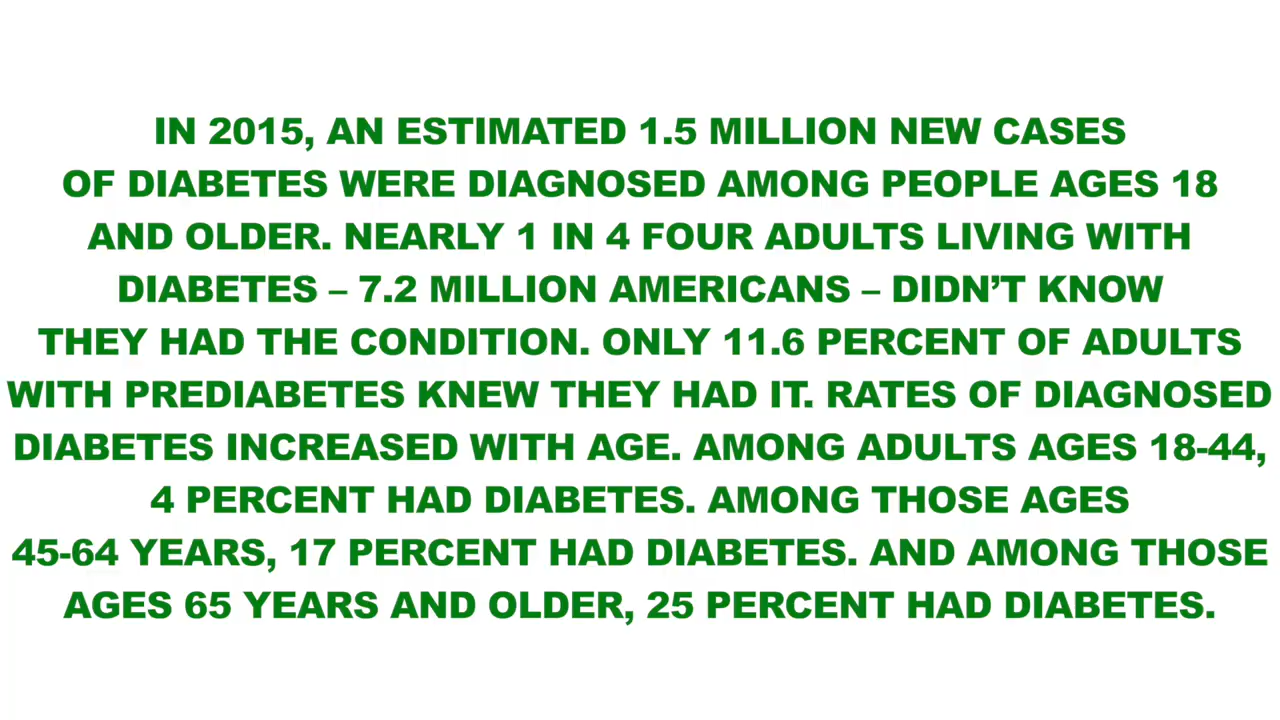 IN 2015, AN ESTIMATED 1.5 MILLION NEW CASES
OF DIABETES WERE DIAGNOSED AMONG PEOPLE AGES 18
AND OLDER. NEARLY 1 IN 4 FOUR ADULTS LIVING WITH
DIABETES – 7.2 MILLION AMERICANS – DIDN’T KNOW
THEY HAD THE CONDITION. ONLY 11.6 PERCENT OF ADULTS
WITH PREDIABETES KNEW THEY HAD IT. RATES OF DIAGNOSED
DIABETES INCREASED WITH AGE. AMONG ADULTS AGES 18-44,
4 PERCENT HAD DIABETES. AMONG THOSE AGES
45-64 YEARS, 17 PERCENT HAD DIABETES. AND AMONG THOSE
AGES 65 YEARS AND OLDER, 25 PERCENT HAD DIABETES.